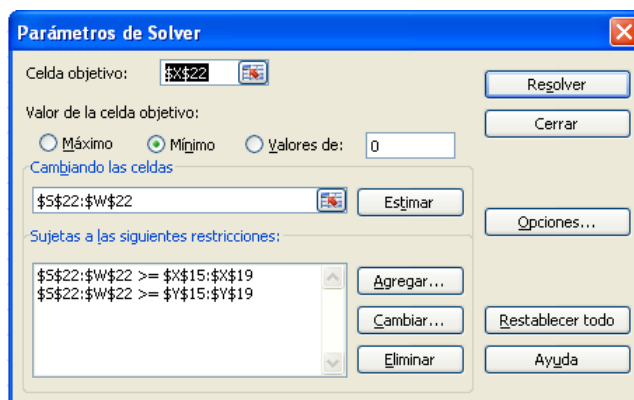 Parámetros de Solver
Celda objetivo: $X$22
Resolver
Valor de la celda objetivo:
Cerrar
Máximo Mínimo Valores de: 0
Cambiando las celdas
$S$22:$W$22 Estimar
Opciones...
Sujetas a las siguientes restricciones:
$S$22:$W$22 >= $X$15:$X$19
$S$22:$W$22 >= $Y$15:$Y$19
Agregar...
Cambiar... Restablecer todo
Eliminar Ayuda